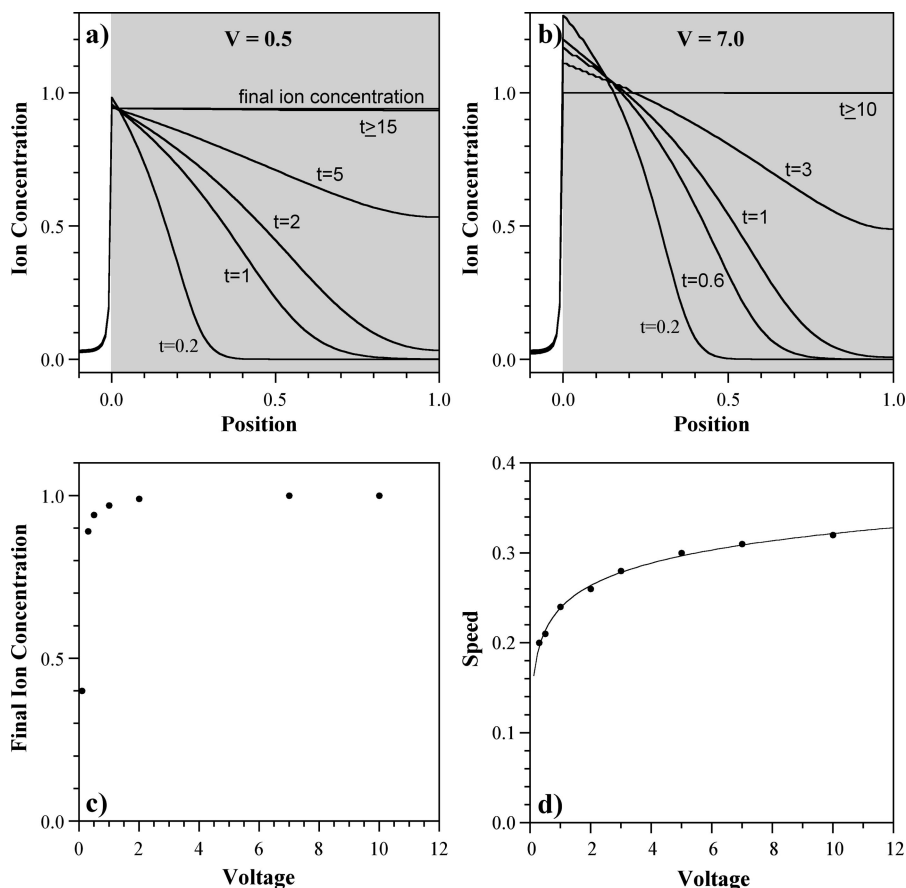 a)
V = 0.5
1.0
0.5
0.0
Ion Concentration
final ion concentration
t≥15
t=5
t=2
t=1
t=0.2
0.0
0.5
1.0
Position
b)
V = 7.0
1.0
0.5
0.0
Ion Concentration
t≥10
t=3
t=1
t=0.6
t=0.2
0.0
0.5
1.0
Position
c)
1.0
0.5
0.0
Final Ion Concentration
0 2 4 6 8 10 12
Voltage
d)
0.4
0.3
0.2
0.1
0.0
Speed
0 2 4 6 8 10 12
Voltage